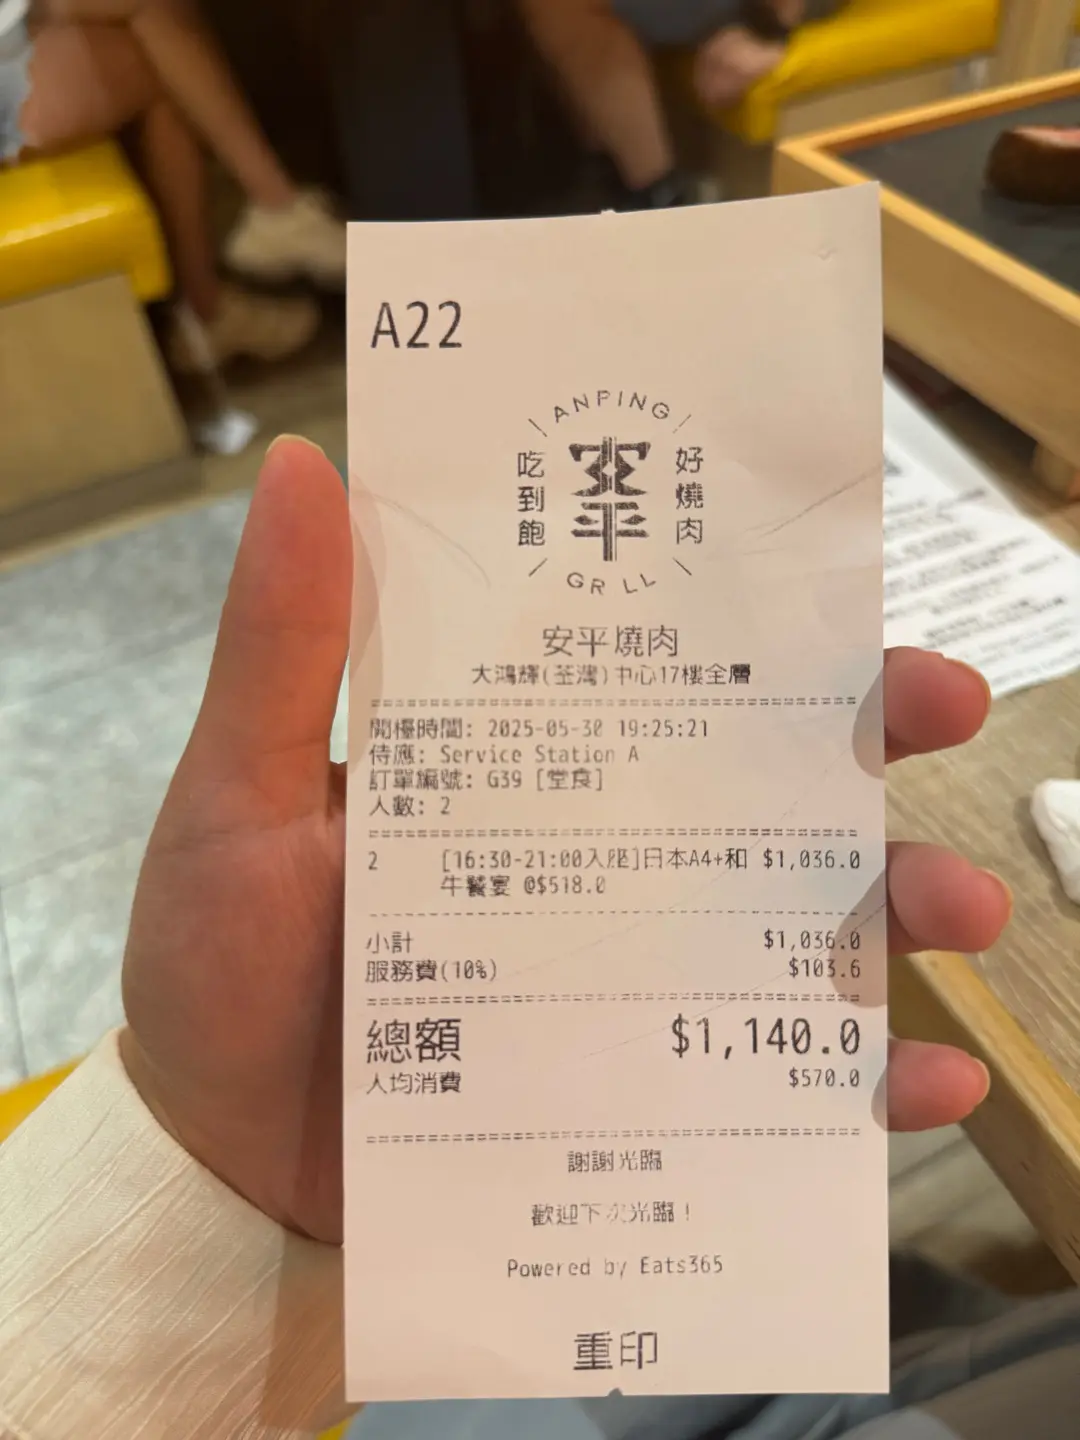 A22
ANPING
吃到飽
安平
好燒肉
GRILL
安平燒肉
大鴻輝(荃灣)中心17樓全層
開檯時間: 2025-05-30 19:25:21
侍應: Service Station A
訂單編號: G39 [堂食]
人數: 2
2 [16:30-21:00入座]日本A4+和 $1,036.0
牛饗宴 @$518.0
小計 $1,036.0
服務費(10%) $103.6
總額 $1,140.0
人均消費 $570.0
謝謝光臨
歡迎下次光臨！
Powered by Eats365
重印